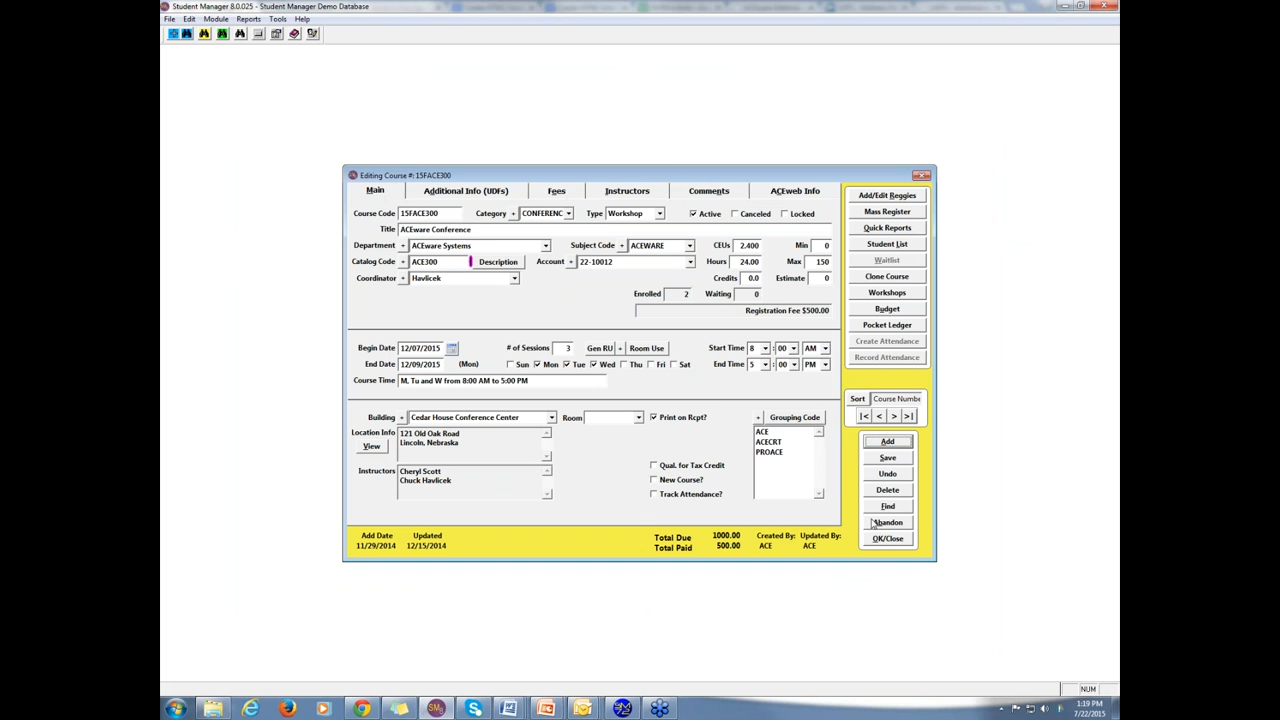 Student Manager 8.0.025 - Student Manager Demo Database
File Edit Module Reports Tools Help
Editing Course #: 15FACE300
Main Additional Info (UDFs) Fees Instructors Comments ACEweb Info
Course Code 15FACE300 Category + CONFERENC Type Workshop Active Canceled Locked
Title ACEware Conference
Department + ACEware Systems Subject Code + ACEWARE CEUs 2.400 Min 0
Catalog Code + ACE300 Description Account + 22-10012 Hours 24.00 Max 150
Coordinator + Havlicek Credits 0.0 Estimate 0
Enrolled 2 Waiting 0
Registration Fee $500.00
Begin Date 12/07/2015 # of Sessions 3 Gen RU + Room Use Start Time 8 : 00 AM
End Date 12/09/2015 (Mon) Sun Mon Tue Wed Thu Fri Sat End Time 5 : 00 PM
Course Time M, Tu and W from 8:00 AM to 5:00 PM
Building + Cedar House Conference Center Room Print on Rcpt? + Grouping Code
Location Info 121 Old Oak Road
Lincoln, Nebraska
View
ACE
ACECRT
PROACE
Instructors Cheryl Scott
Chuck Havlicek
Qual. for Tax Credit
New Course?
Track Attendance?
Add Date Updated Total Due 1000.00 Created By: Updated By:
11/29/2014 12/15/2014 Total Paid 500.00 ACE ACE
Add/Edit Reggies
Mass Register
Quick Reports
Student List
Waitlist
Clone Course
Workshops
Budget
Pocket Ledger
Create Attendance
Record Attendance
Sort Course Numbe
|< < > >|
Add
Save
Undo
Delete
Find
Abandon
OK/Close
NUM
1:19 PM
7/22/2015